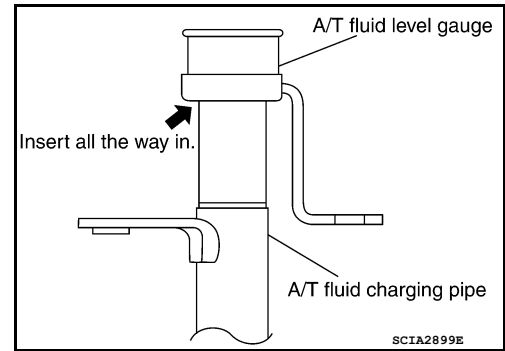 A/T fluid level gauge
Insert all the way in.
A/T fluid charging pipe
SCIA2899E